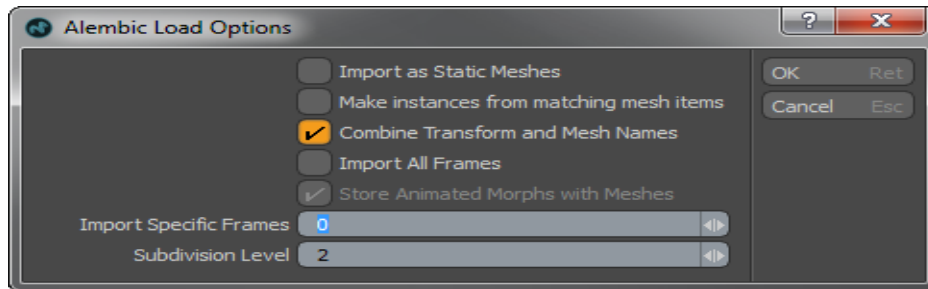 Alembic Load Options
Import as Static Meshes
Make instances from matching mesh items
Combine Transform and Mesh Names
Import All Frames
Store Animated Morphs with Meshes
Import Specific Frames 0
Subdivision Level 2
OK Ret
Cancel Esc